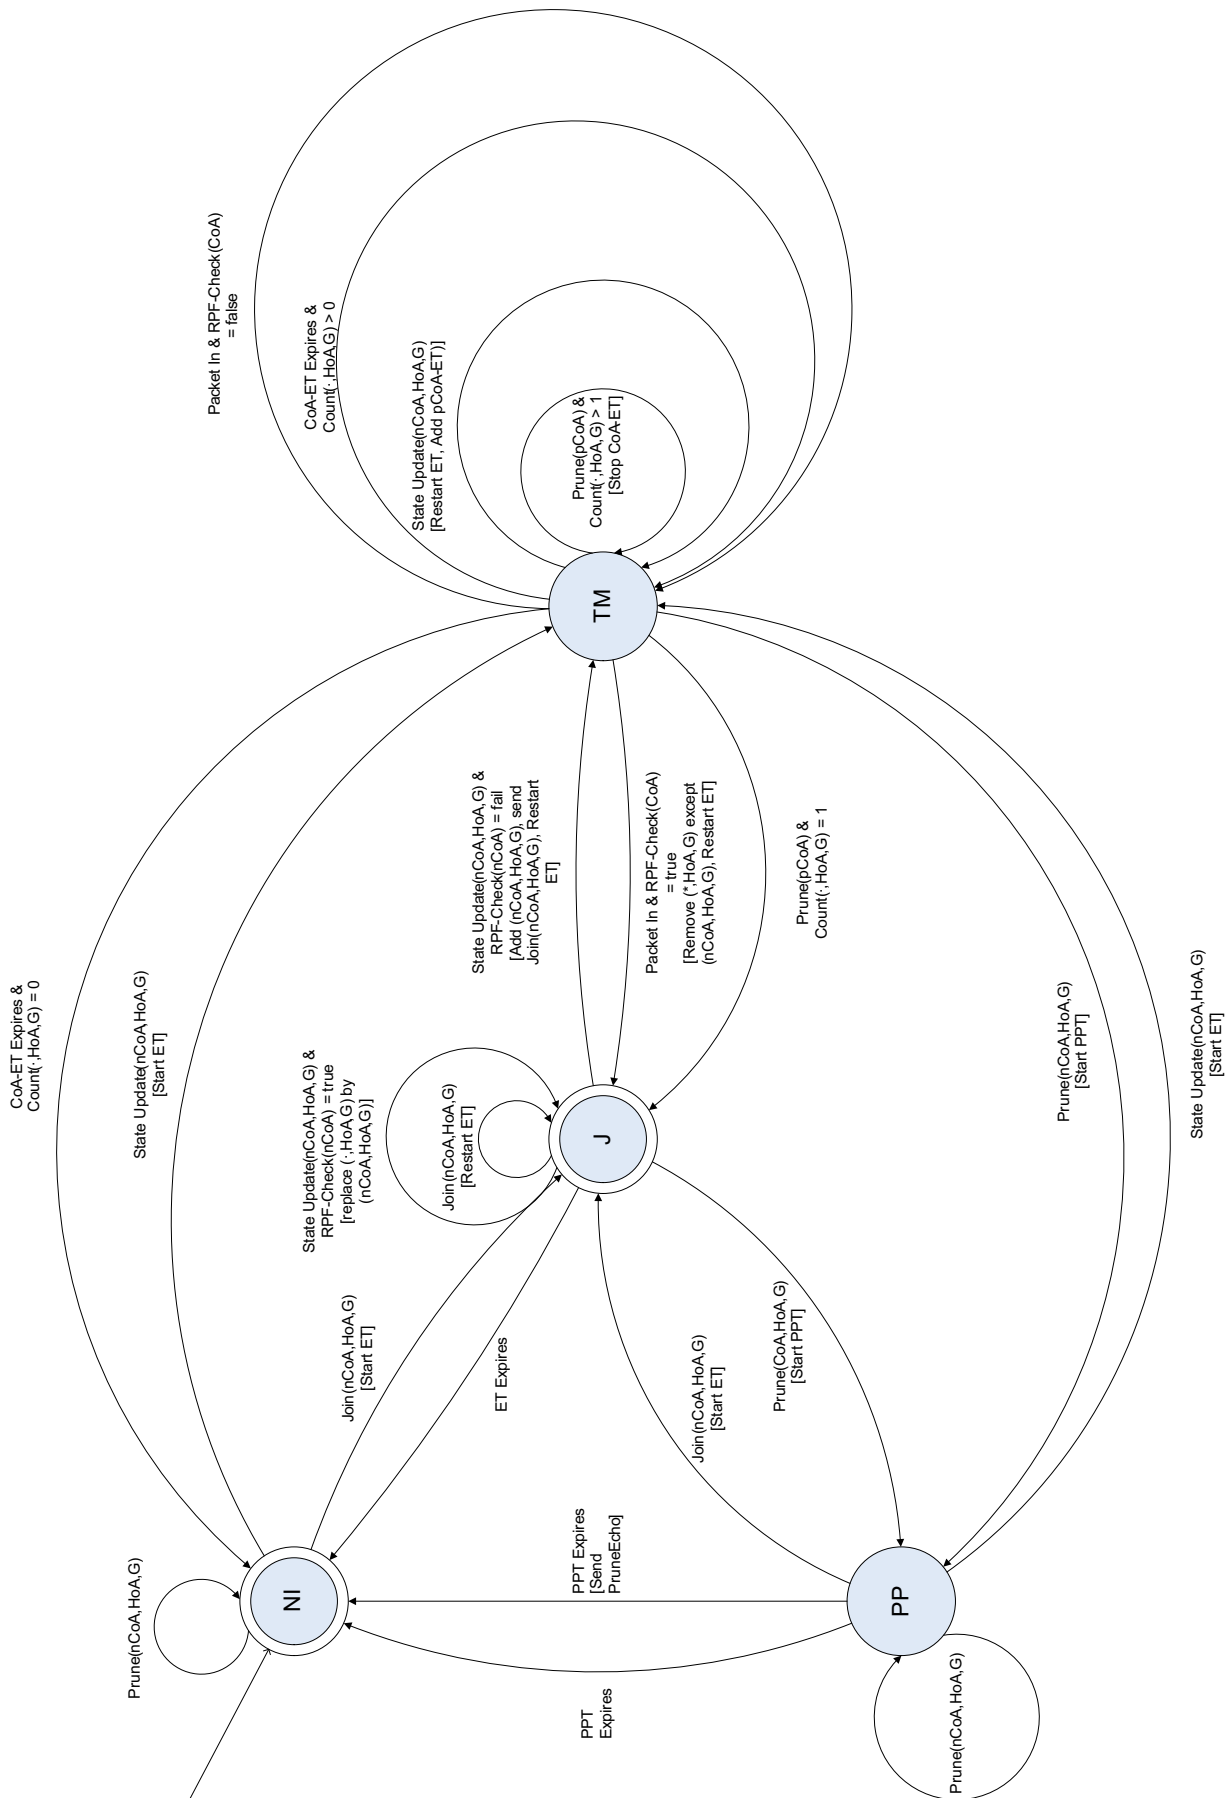 Packet In & RPF-Check(CoA)
= false
CoA-ET Expires &
Count(·,HoA,G) > 0
State Update(nCoA,HoA,G)
[Restart ET, Add pCoA-ET)]
Prune(pCoA) &
Count(·,HoA,G) > 1
[Stop CoA-ET]
TM
CoA-ET Expires &
Count(·,HoA,G) = 0
State Update(nCoA,HoA,G)
[Start ET]
State Update(nCoA,HoA,G) &
RPF-Check(nCoA) = fail
[Add (nCoA,HoA,G), send
Join(nCoA,HoA,G), Restart
ET]
Packet In & RPF-Check(CoA)
= true
[Remove (*,HoA,G) except
(nCoA,HoA,G), Restart ET]
Prune(pCoA) &
Count(·,HoA,G) = 1
Prune(nCoA,HoA,G)
[Start PPT]
State Update(nCoA,HoA,G)
[Start ET]
State Update(nCoA,HoA,G) &
RPF-Check(nCoA) = true
[replace (·,HoA,G) by
(nCoA,HoA,G)]
Join(nCoA,HoA,G)
[Restart ET]
J
Join(nCoA,HoA,G)
[Start ET]
ET Expires
Join(nCoA,HoA,G)
[Start ET]
Prune(CoA,HoA,G)
[Start PPT]
Prune(nCoA,HoA,G)
NI
PPT Expires
[Send
PruneEcho]
PP
PPT
Expires
Prune(nCoA,HoA,G)